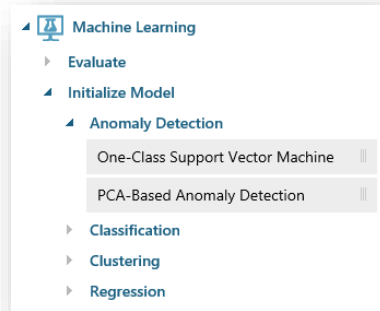 Machine Learning
Evaluate
Initialize Model
Anomaly Detection
One-Class Support Vector Machine
PCA-Based Anomaly Detection
Classification
Clustering
Regression